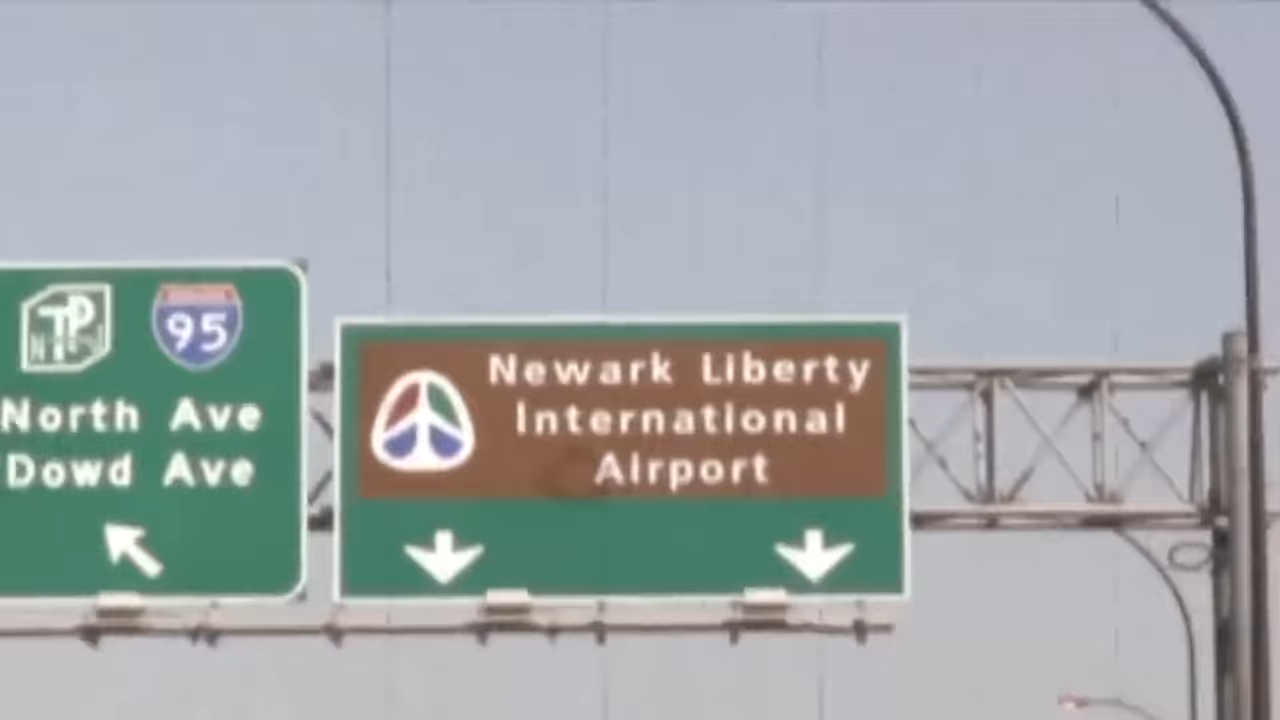 TP
95
North Ave
Dowd Ave
Newark Liberty
International
Airport